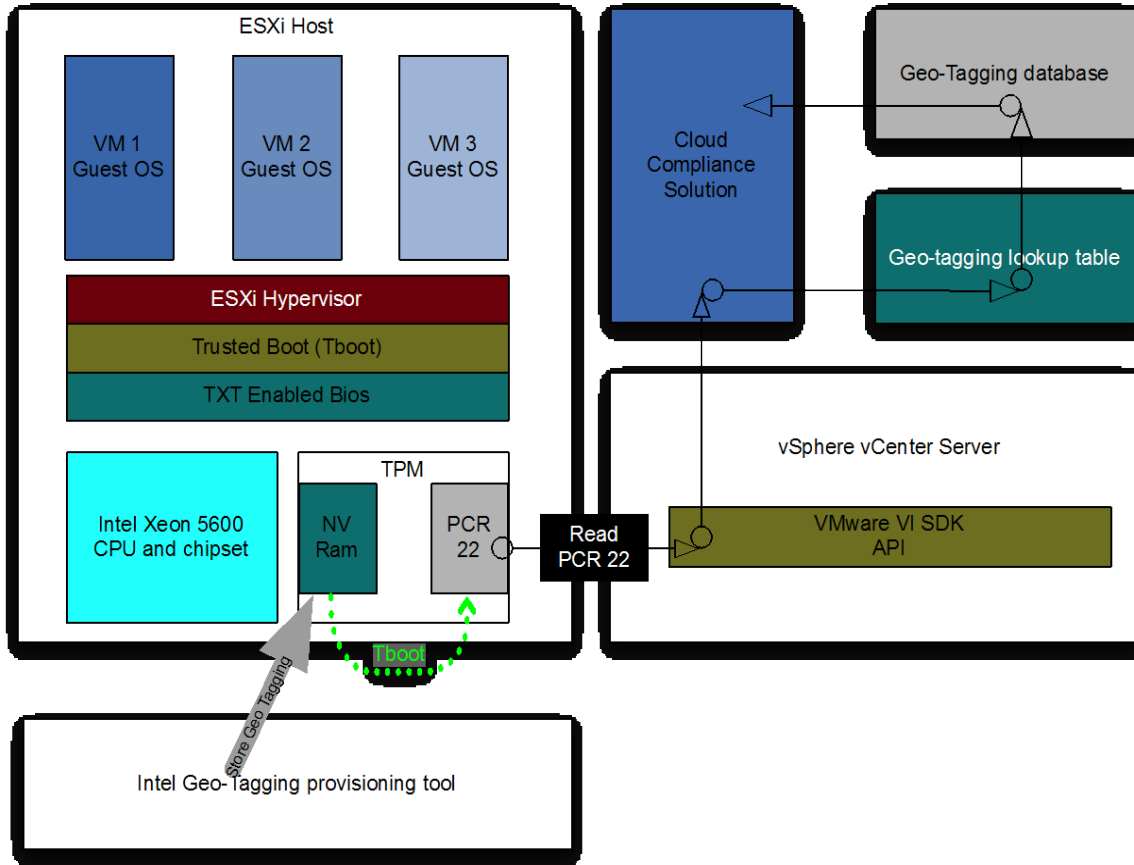 ESXi Host
VM 1
Guest OS
VM 2
Guest OS
VM 3
Guest OS
ESXi Hypervisor
Trusted Boot (Tboot)
TXT Enabled Bios
Intel Xeon 5600
CPU and chipset
TPM
NV
Ram
PCR
22
Tboot
Store Geo Tagging
Intel Geo-Tagging provisioning tool
Read
PCR 22
Cloud
Compliance
Solution
Geo-Tagging database
Geo-tagging lookup table
vSphere vCenter Server
VMware VI SDK
API